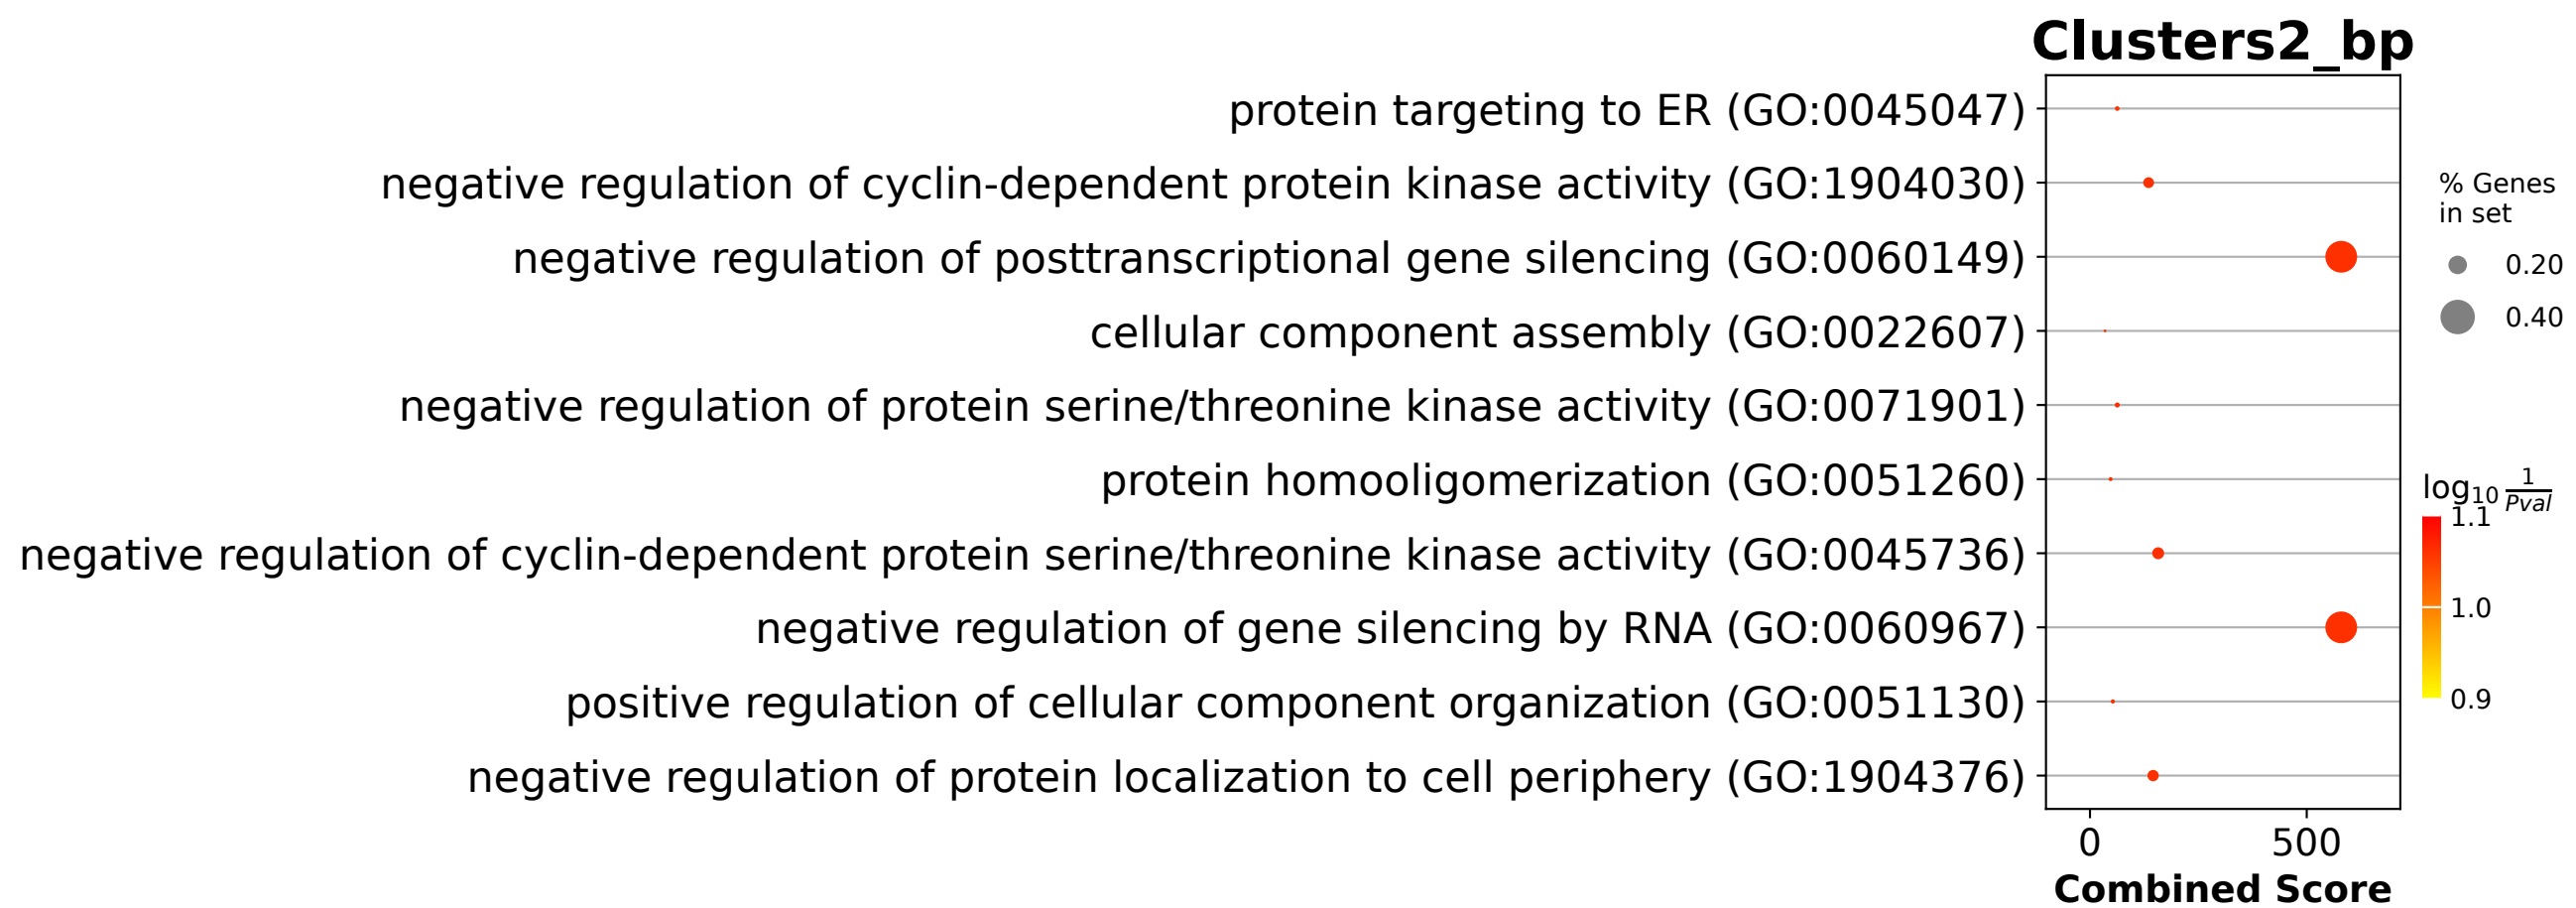 Clusters2_bp
protein targeting to ER (GO:0045047)
negative regulation of cyclin-dependent protein kinase activity (GO:1904030)
negative regulation of posttranscriptional gene silencing (GO:0060149)
cellular component assembly (GO:0022607)
negative regulation of protein serine/threonine kinase activity (GO:0071901)
protein homooligomerization (GO:0051260)
negative regulation of cyclin-dependent protein serine/threonine kinase activity (GO:0045736)
negative regulation of gene silencing by RNA (GO:0060967)
positive regulation of cellular component organization (GO:0051130)
negative regulation of protein localization to cell periphery (GO:1904376)
0 500
Combined Score
% Genes
in set
0.20
0.40
log₁₀ 1/Pval
1.1
1.0
0.9